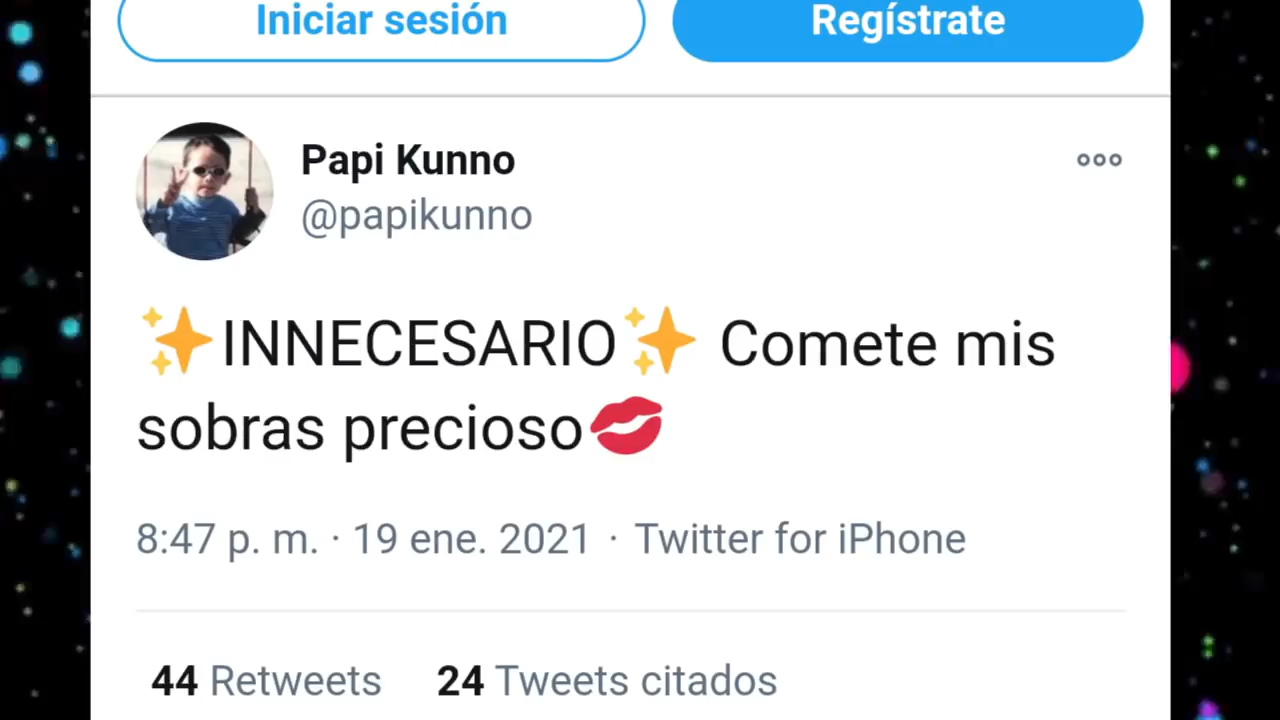 Iniciar sesión Regístrate
Papi Kunno
@papikunno
✨INNECESARIO✨ Comete mis
sobras precioso💋
8:47 p. m. · 19 ene. 2021 · Twitter for iPhone
44 Retweets 24 Tweets citados